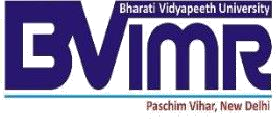 Bharati Vidyapeeth University
BVIMR
Paschim Vihar, New Delhi